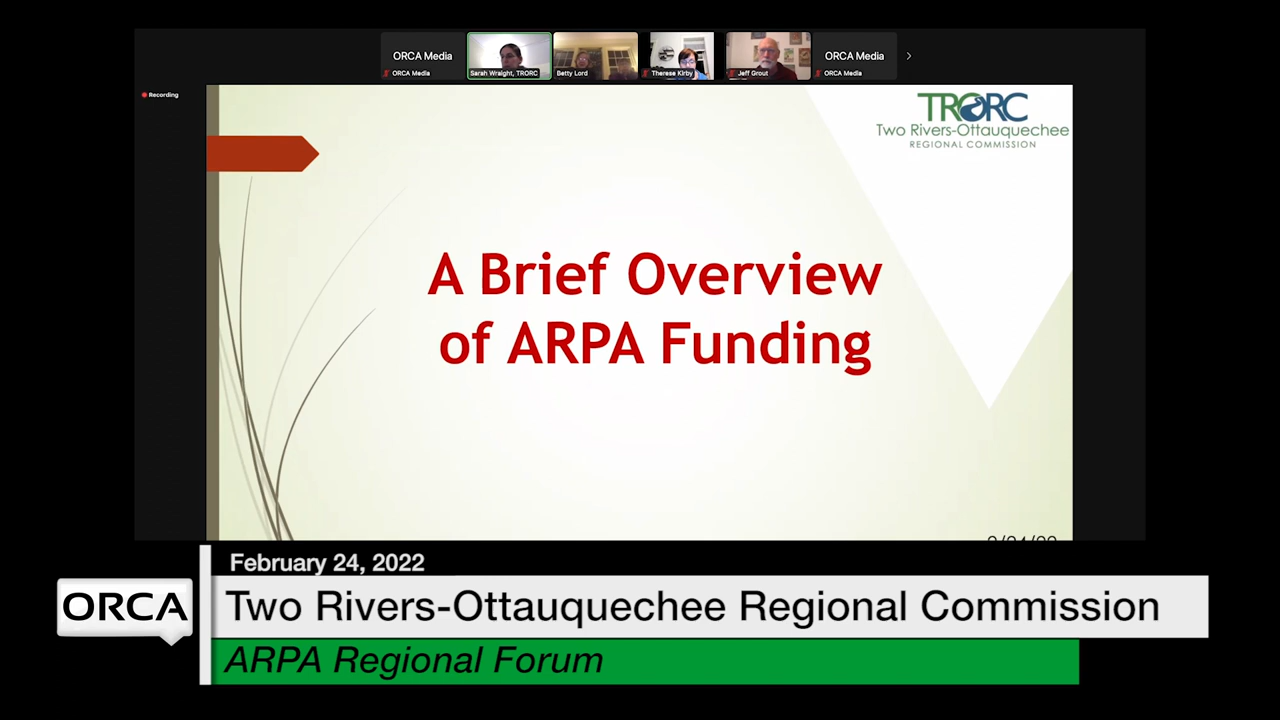 ORCA Media
ORCA Media
Sarah Wraight, TRORC
Betty Lord
Therese Kirby
Jeff Grout
ORCA Media
ORCA Media
Recording
TRORC
Two Rivers-Ottauquechee
REGIONAL COMMISSION
A Brief Overview
of ARPA Funding
February 24, 2022
ORCA
Two Rivers-Ottauquechee Regional Commission
ARPA Regional Forum